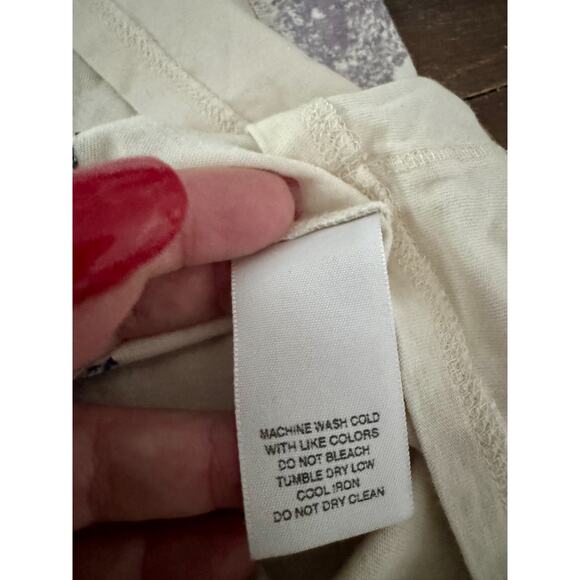 MACHINE WASH COLD
WITH LIKE COLORS
DO NOT BLEACH
TUMBLE DRY LOW
COOL IRON
DO NOT DRY CLEAN